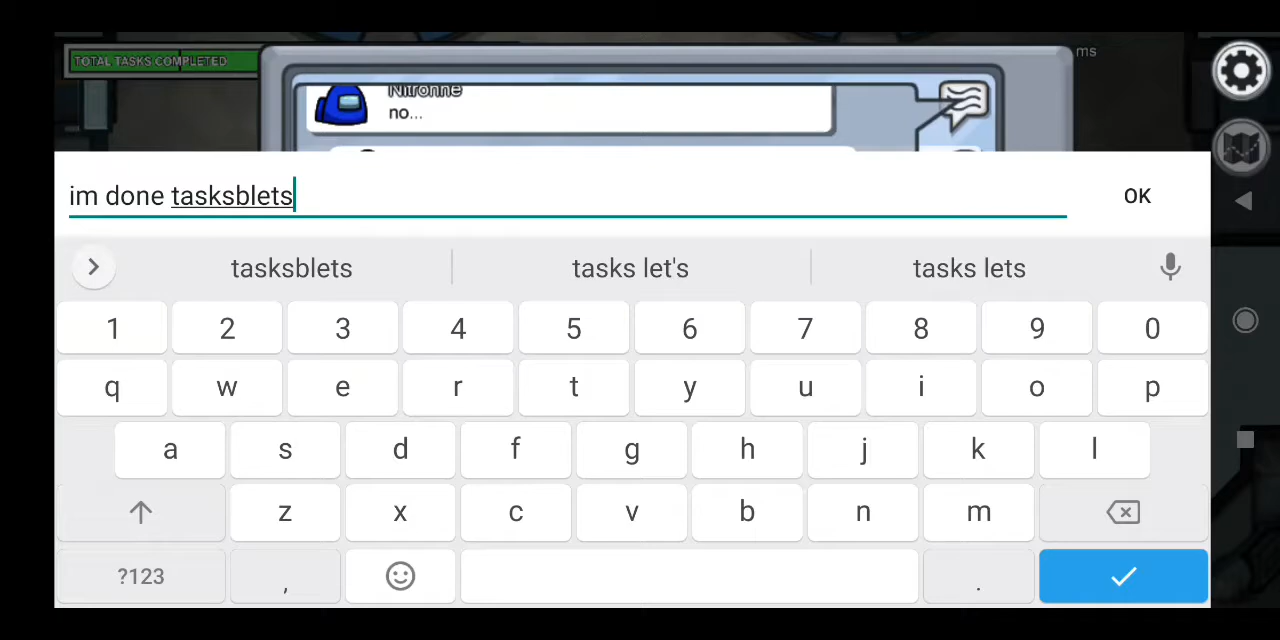 TOTAL TASKS COMPLETED
ms
Nitronne
no...
im done tasksblets
OK
tasksblets
tasks let's
tasks lets
1 2 3 4 5 6 7 8 9 0
q w e r t y u i o p
a s d f g h j k l
z x c v b n m
?123 , .